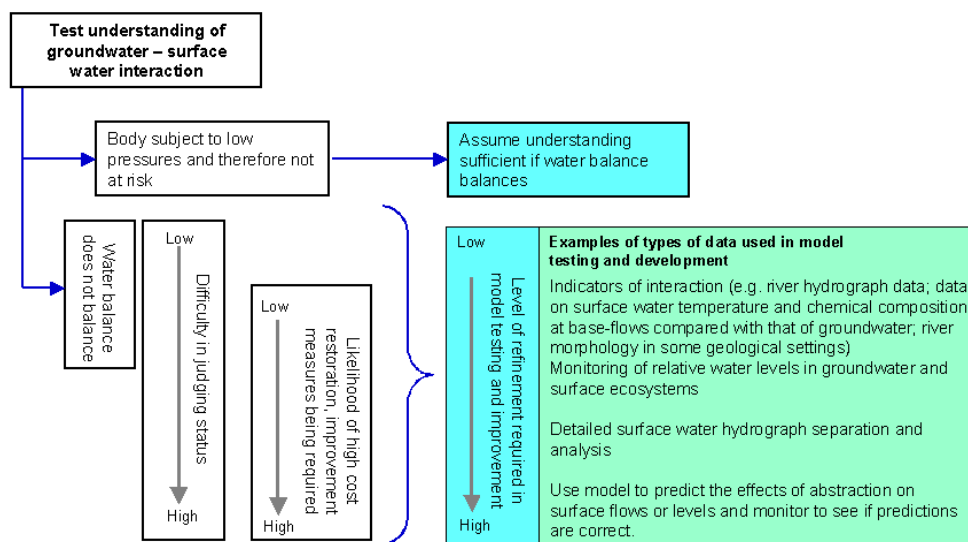 Test understanding of
groundwater – surface
water interaction
Body subject to low
pressures and therefore not
at risk
Assume understanding
sufficient if water balance
balances
Water balance
does not balance
Low
Difficulty in judging status
High
Low
Likelihood of high cost
restoration, improvement
measures being required
High
Low
Level of refinement required in
model testing and improvement
High
Examples of types of data used in model
testing and development
Indicators of interaction (e.g. river hydrograph data; data
on surface water temperature and chemical composition
at base-flows compared with that of groundwater; river
morphology in some geological settings)
Monitoring of relative water levels in groundwater and
surface ecosystems
Detailed surface water hydrograph separation and
analysis
Use model to predict the effects of abstraction on
surface flows or levels and monitor to see if predictions
are correct.